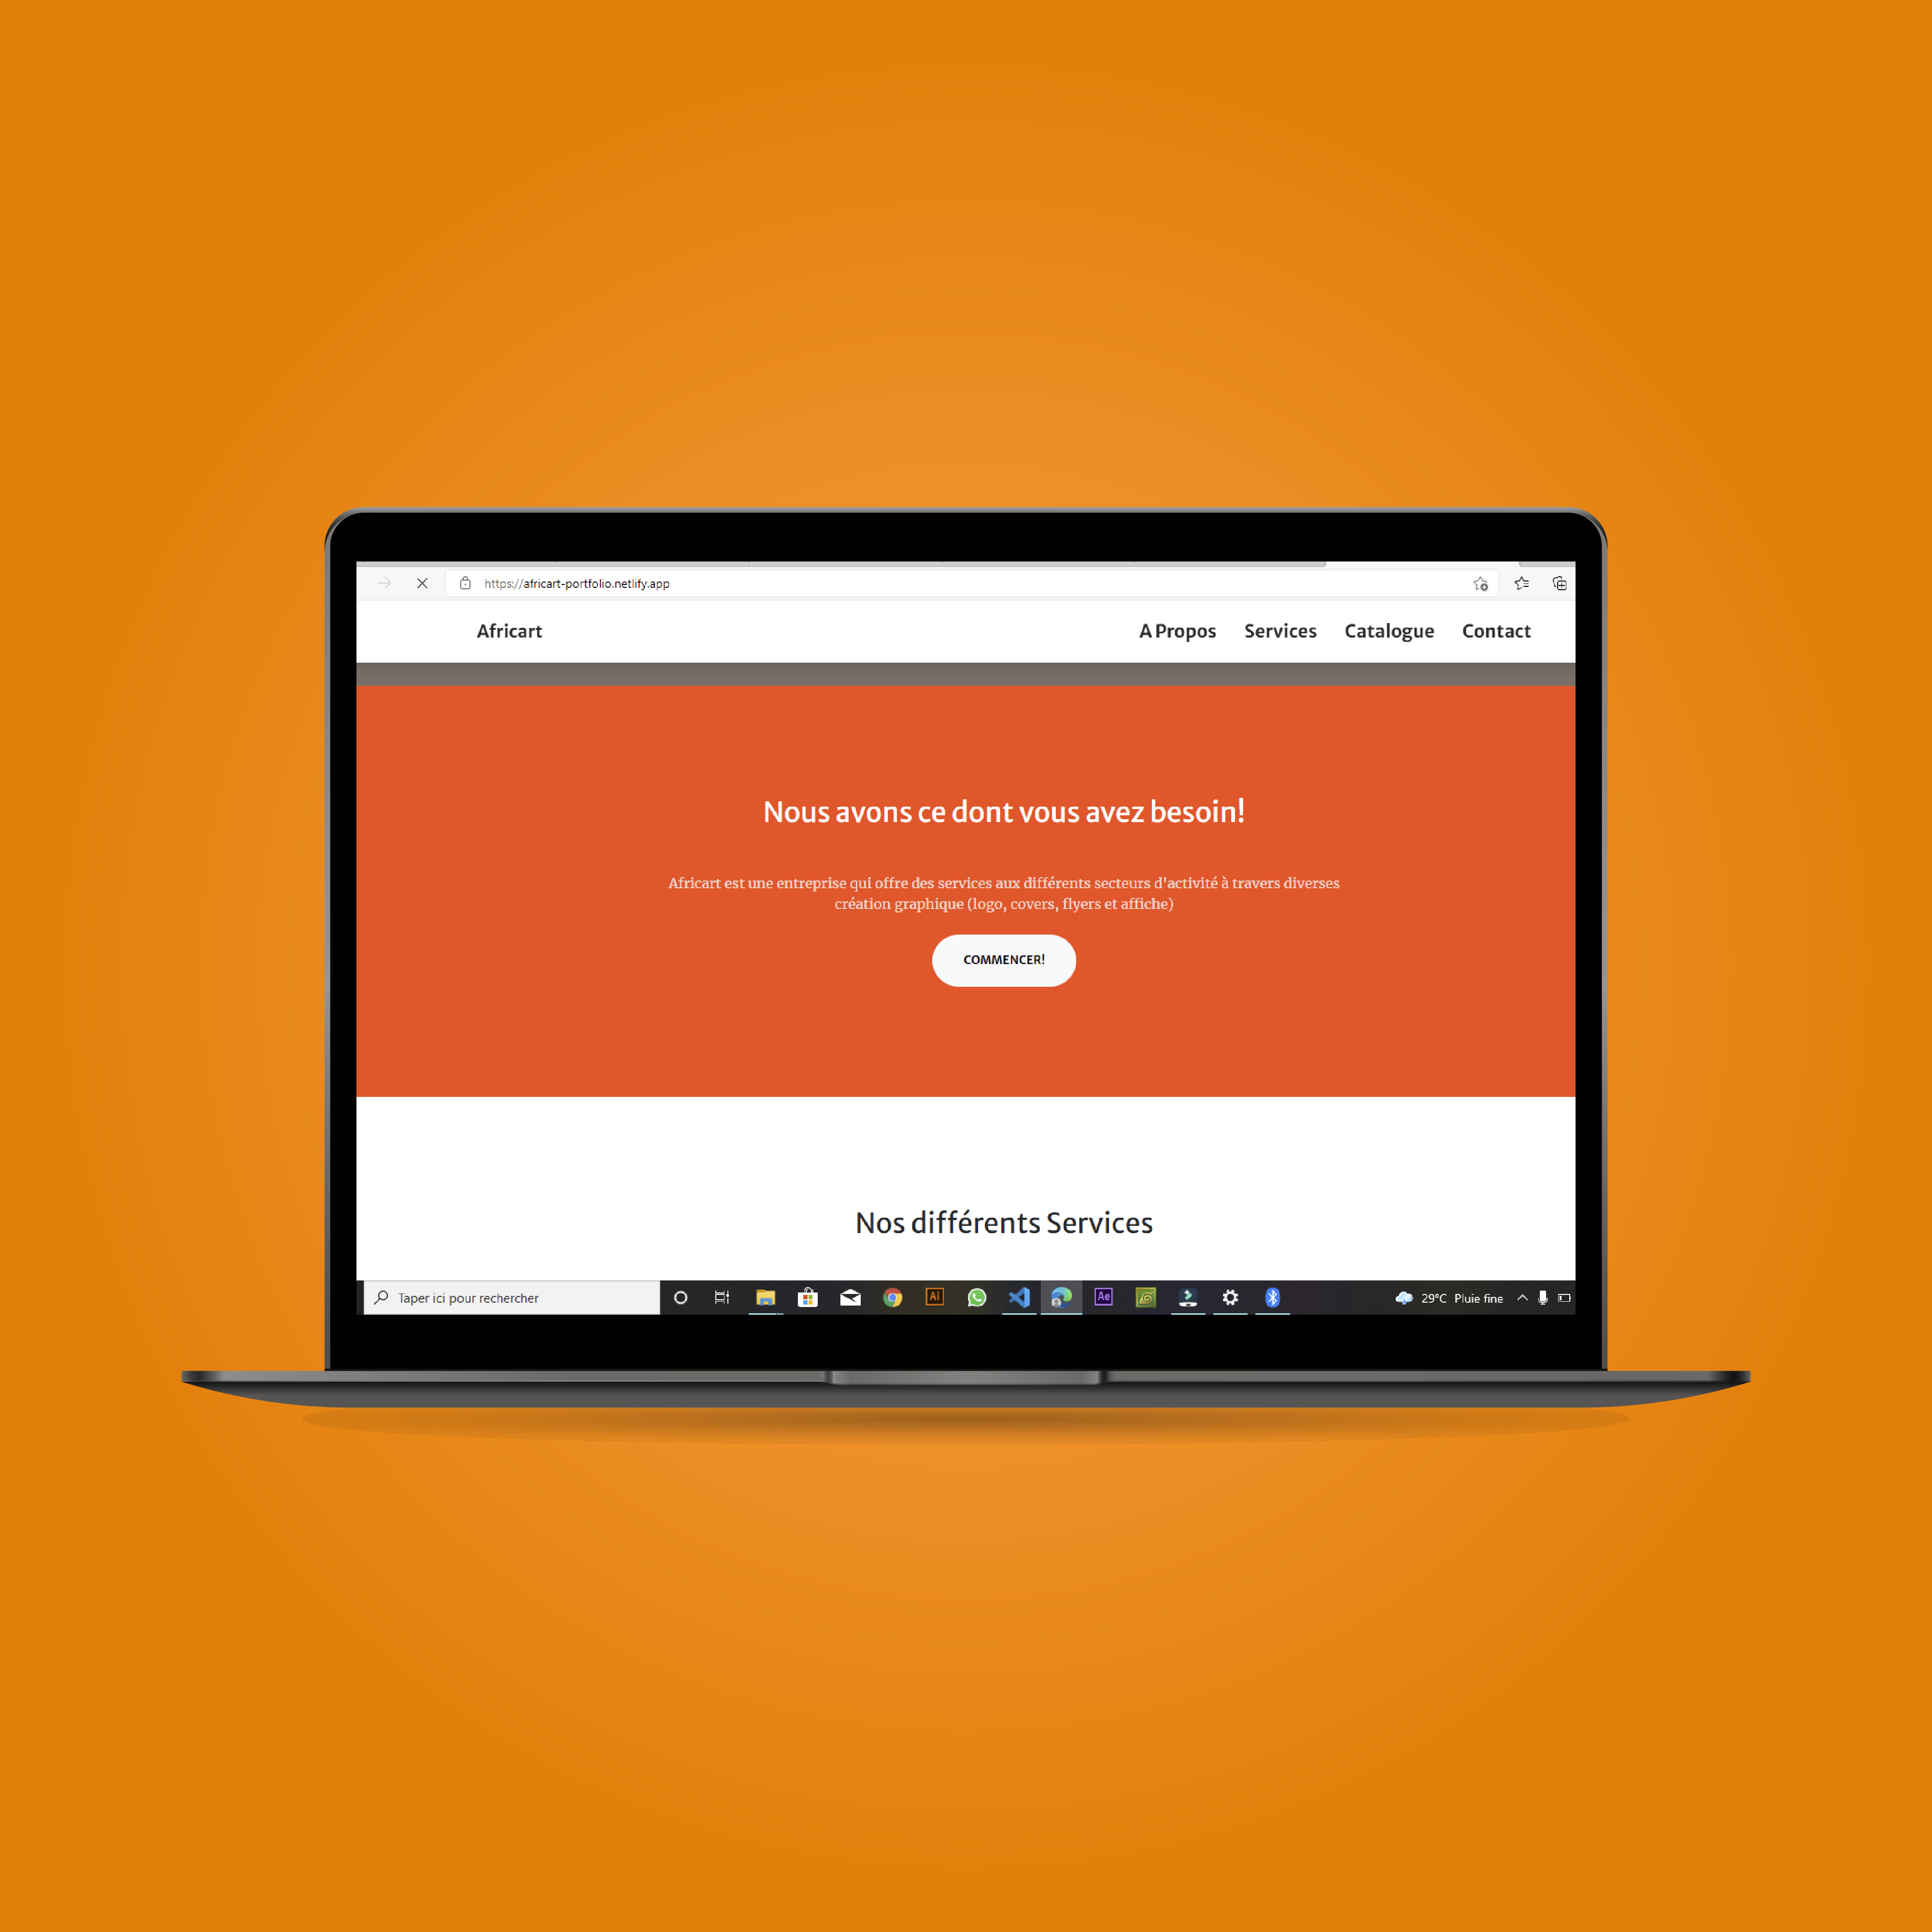 https://africart-portfolio.netlify.app
Africart
A Propos Services Catalogue Contact
Nous avons ce dont vous avez besoin!
Africart est une entreprise qui offre des services aux différents secteurs d'activité à travers diverses
création graphique (logo, covers, flyers et affiche)
COMMENCER!
Nos différents Services
Taper ici pour rechercher
Ai
Ae
29°C Pluie fine